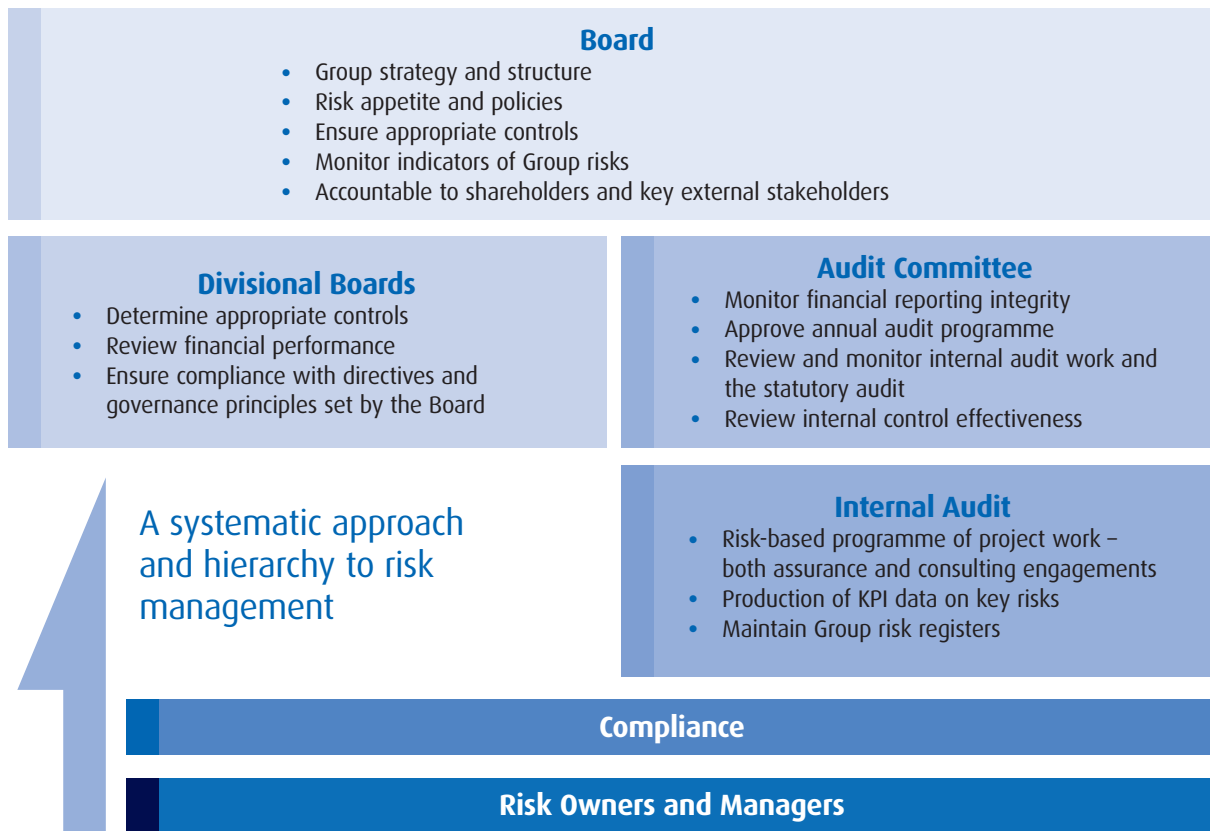 Board
• Group strategy and structure
• Risk appetite and policies
• Ensure appropriate controls
• Monitor indicators of Group risks
• Accountable to shareholders and key external stakeholders
Divisional Boards
• Determine appropriate controls
• Review financial performance
• Ensure compliance with directives and
governance principles set by the Board
Audit Committee
• Monitor financial reporting integrity
• Approve annual audit programme
• Review and monitor internal audit work and
the statutory audit
• Review internal control effectiveness
A systematic approach
and hierarchy to risk
management
Internal Audit
• Risk-based programme of project work –
both assurance and consulting engagements
• Production of KPI data on key risks
• Maintain Group risk registers
Compliance
Risk Owners and Managers